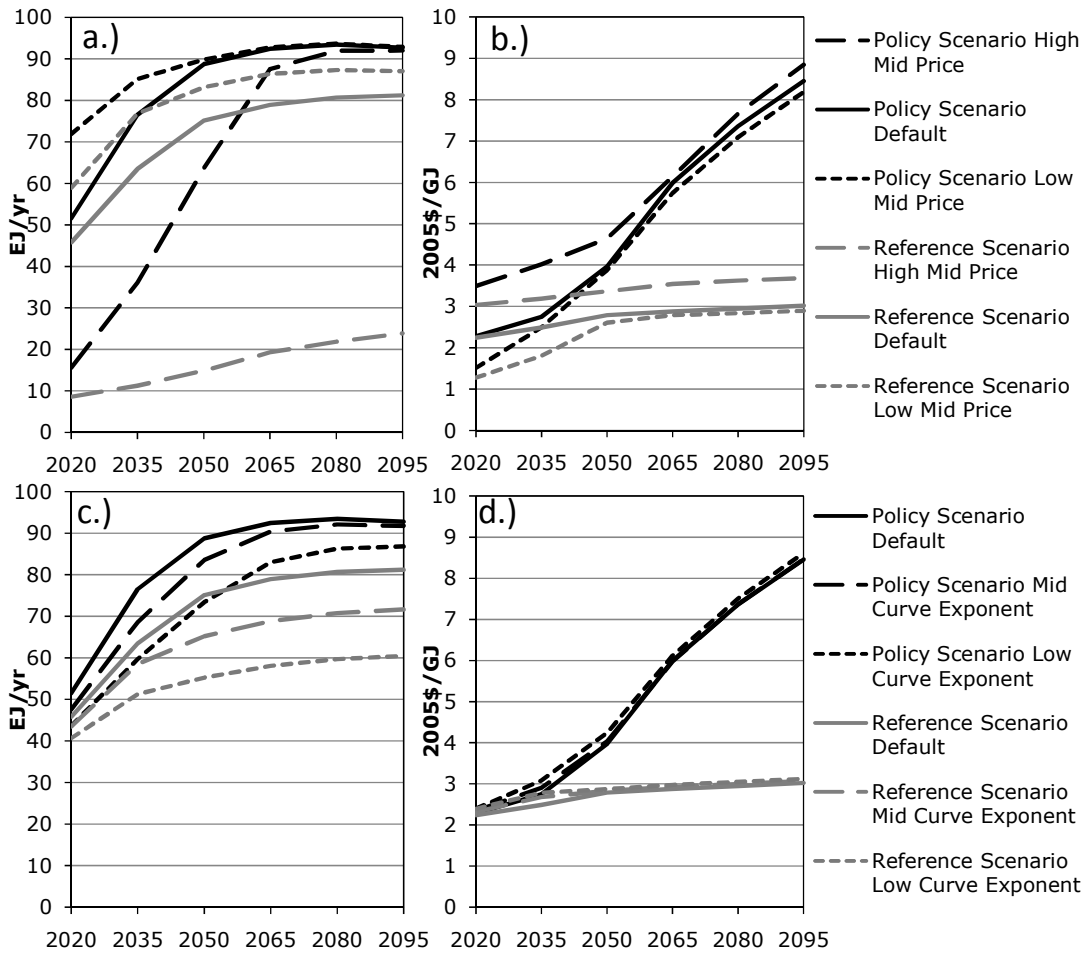 a.)
100
90
80
70
60
50
40
30
20
10
0
EJ/yr
2020 2035 2050 2065 2080 2095
b.)
10
9
8
7
6
5
4
3
2
1
0
2005$/GJ
2020 2035 2050 2065 2080 2095
Policy Scenario High
Mid Price
Policy Scenario
Default
Policy Scenario Low
Mid Price
Reference Scenario
High Mid Price
Reference Scenario
Default
Reference Scenario
Low Mid Price
c.)
100
90
80
70
60
50
40
30
20
10
0
EJ/yr
2020 2035 2050 2065 2080 2095
d.)
10
9
8
7
6
5
4
3
2
1
0
2005$/GJ
2020 2035 2050 2065 2080 2095
Policy Scenario
Default
Policy Scenario Mid
Curve Exponent
Policy Scenario Low
Curve Exponent
Reference Scenario
Default
Reference Scenario
Mid Curve Exponent
Reference Scenario
Low Curve Exponent